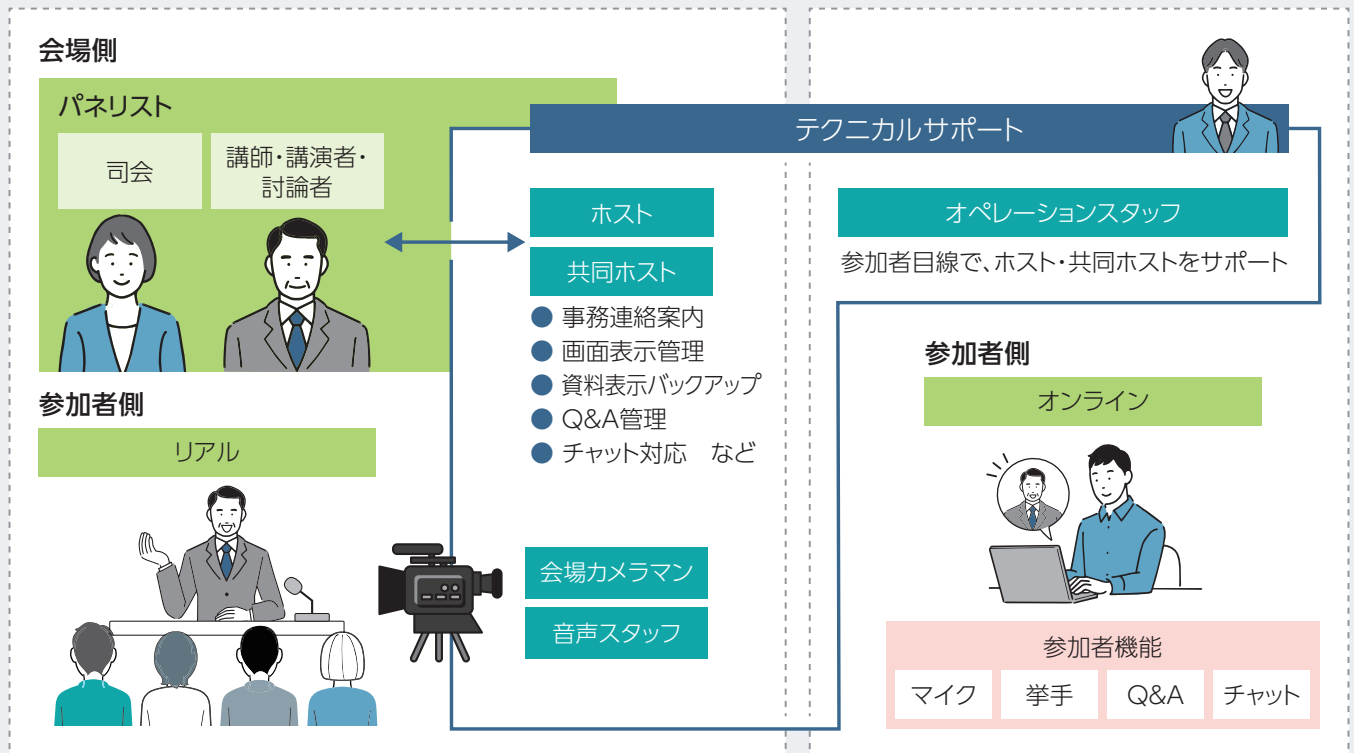 会場側
パネリスト
司会
講師・講演者・
討論者
テクニカルサポート
ホスト
共同ホスト
● 事務連絡案内
● 画面表示管理
● 資料表示バックアップ
● Q&A管理
● チャット対応　など
オペレーションスタッフ
参加者目線で、ホスト・共同ホストをサポート
参加者側
リアル
会場カメラマン
音声スタッフ
参加者側
オンライン
参加者機能
マイク
挙手
Q&A
チャット